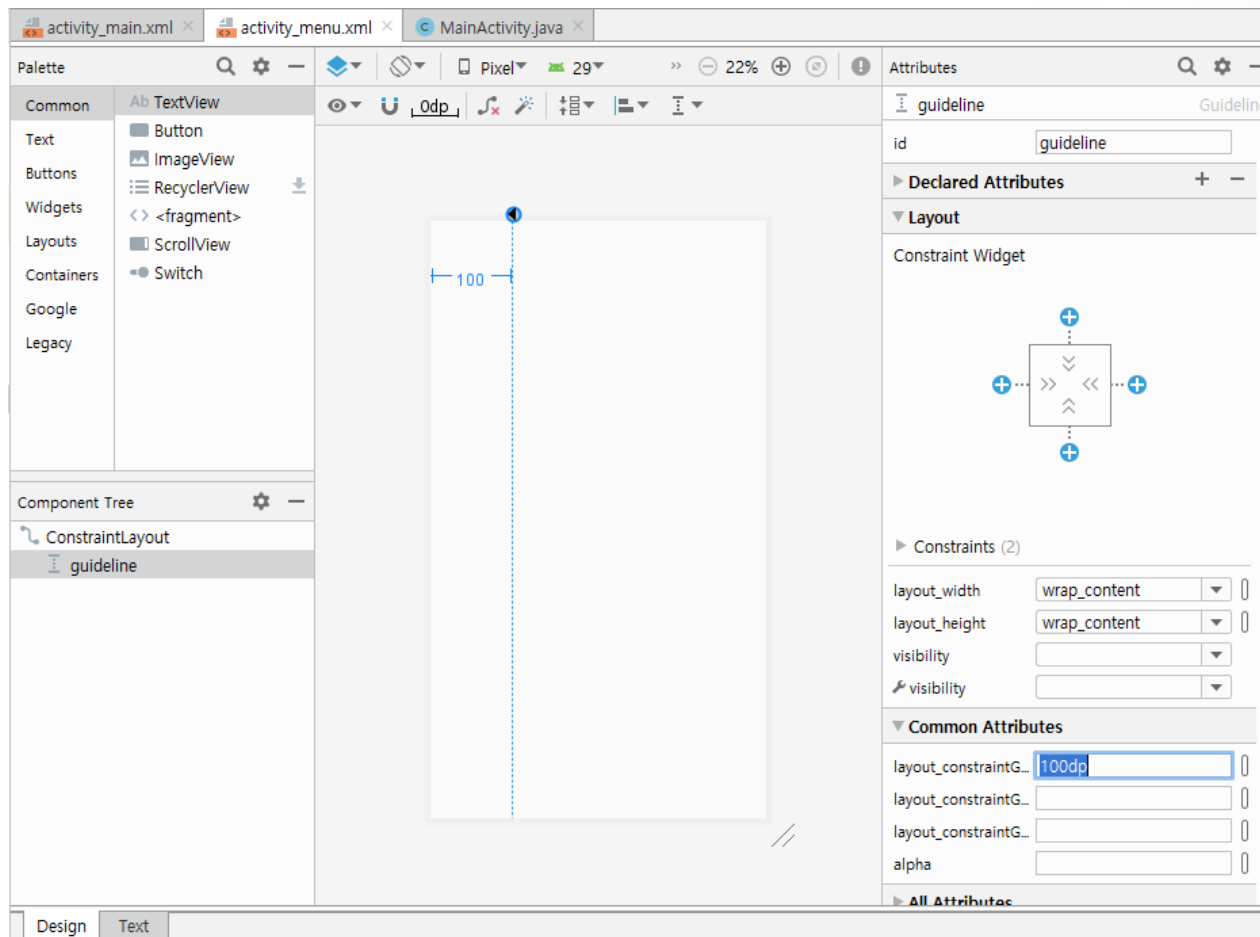 activity_main.xml
activity_menu.xml
C MainActivity.java
Palette
Common
Text
Buttons
Widgets
Layouts
Containers
Google
Legacy
Ab TextView
Button
ImageView
RecyclerView
<fragment>
ScrollView
Switch
Component Tree
ConstraintLayout
guideline
Pixel
29
»
22%
0dp
100
Attributes
guideline
Guidelin
id
guideline
Declared Attributes
Layout
Constraint Widget
Constraints (2)
layout_width wrap_content
layout_height wrap_content
visibility
visibility
Common Attributes
layout_constraintG... 100dp
layout_constraintG...
layout_constraintG...
alpha
All Attributes
Design Text